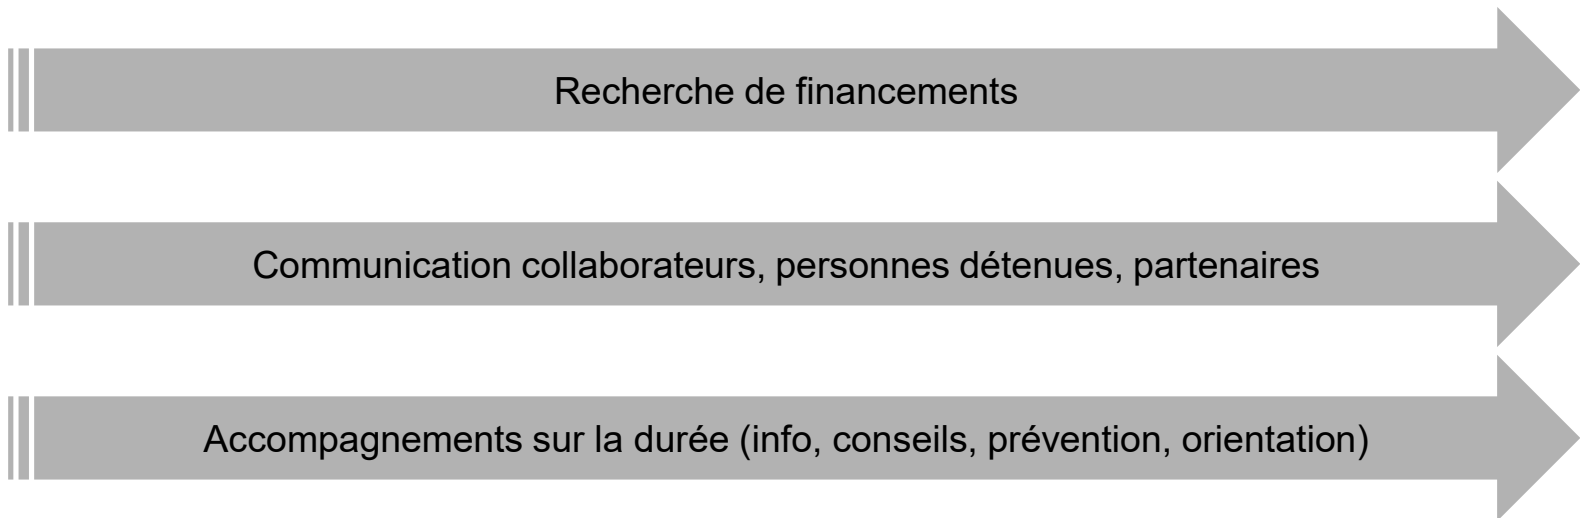 Recherche de financements
Communication collaborateurs, personnes détenues, partenaires
Accompagnements sur la durée (info, conseils, prévention, orientation)